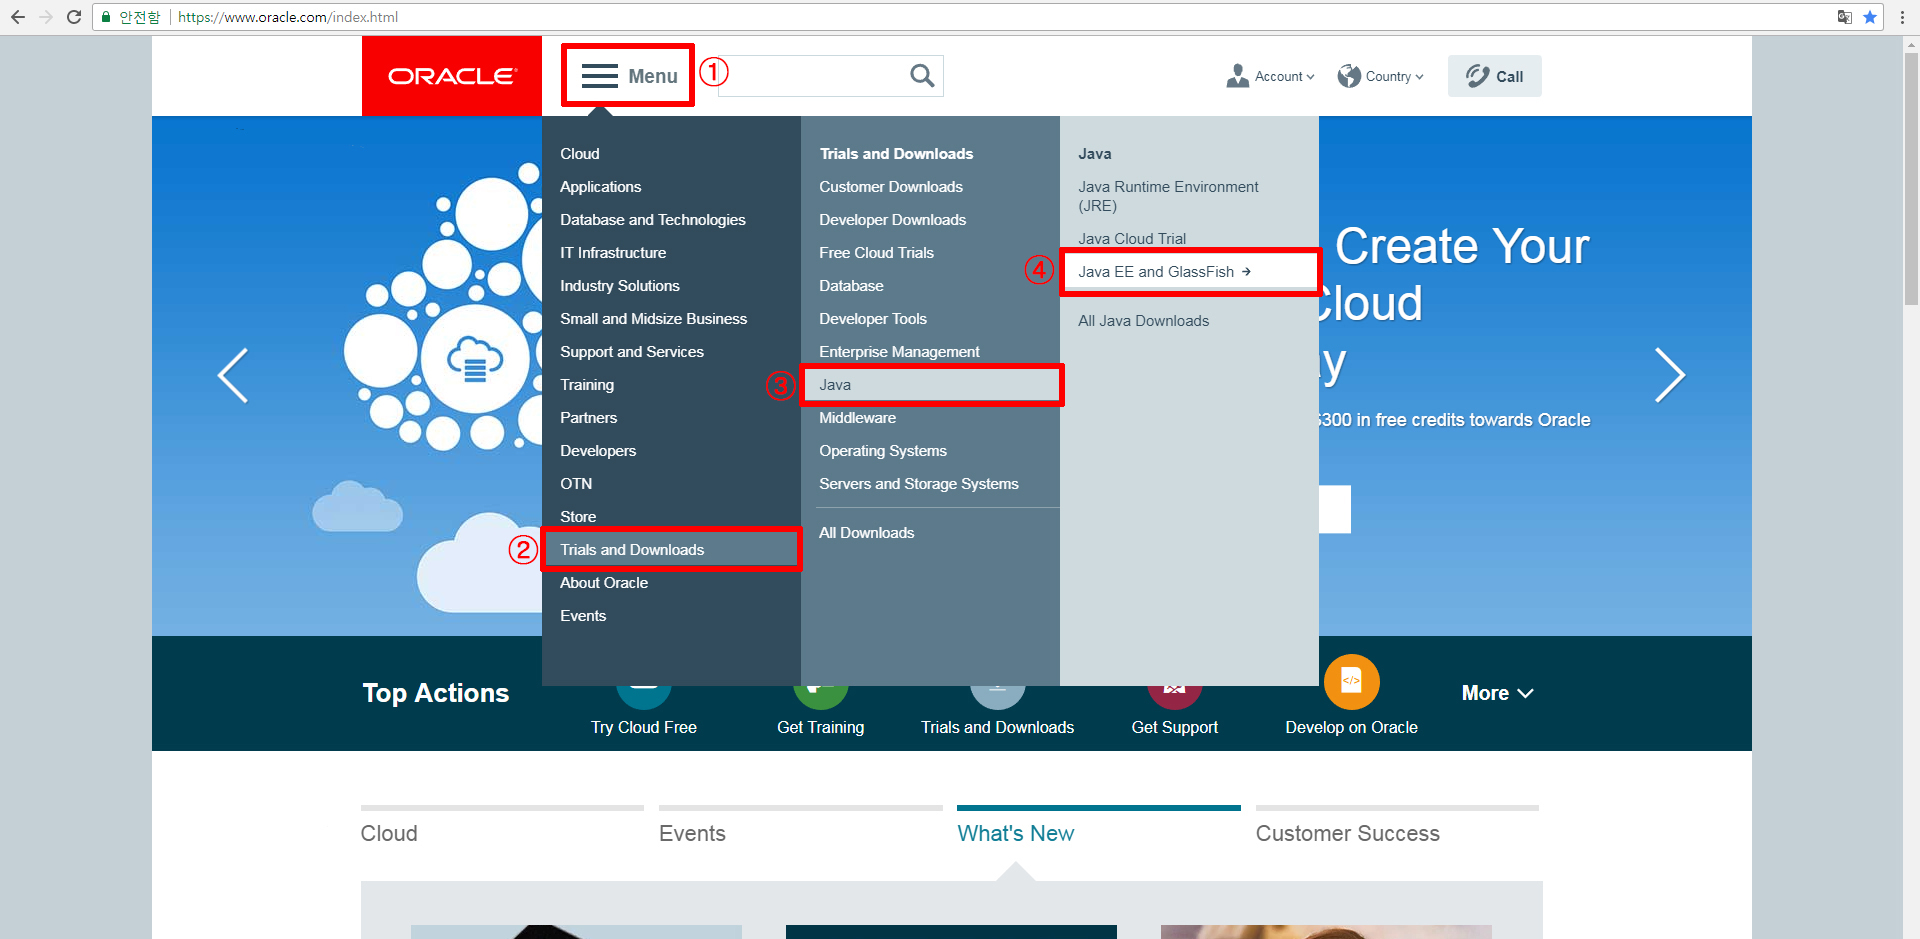 안전함 https://www.oracle.com/index.html
ORACLE
Menu
①
Account
Country
Call
Cloud
Applications
Database and Technologies
IT Infrastructure
Industry Solutions
Small and Midsize Business
Support and Services
Training
Partners
Developers
OTN
Store
②
Trials and Downloads
About Oracle
Events
Trials and Downloads
Customer Downloads
Developer Downloads
Free Cloud Trials
Database
Developer Tools
Enterprise Management
③
Java
Middleware
Operating Systems
Servers and Storage Systems
All Downloads
Java
Java Runtime Environment
(JRE)
Java Cloud Trial
④
Java EE and GlassFish →
All Java Downloads
Create Your
Cloud
$300 in free credits towards Oracle
Top Actions
Try Cloud Free
Get Training
Trials and Downloads
Get Support
</>
Develop on Oracle
More
Cloud
Events
What's New
Customer Success